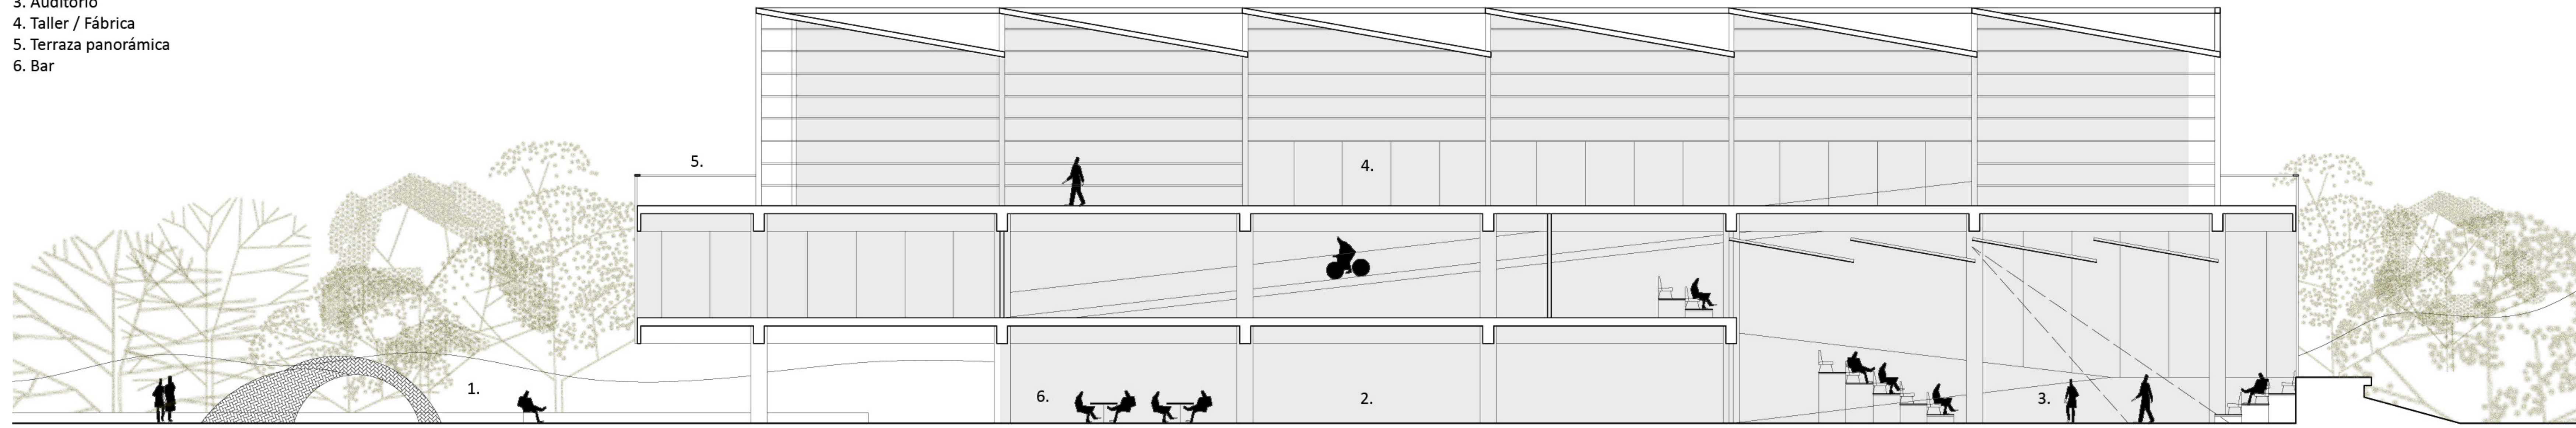 3. Auditorio
4. Taller / Fábrica
5. Terraza panorámica
6. Bar
5.
4.
1.
6.
2.
3.